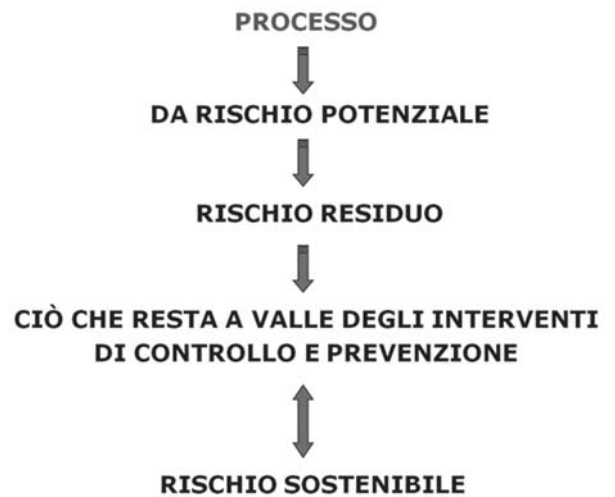 PROCESSO
DA RISCHIO POTENZIALE
RISCHIO RESIDUO
CIÒ CHE RESTA A VALLE DEGLI INTERVENTI
DI CONTROLLO E PREVENZIONE
RISCHIO SOSTENIBILE